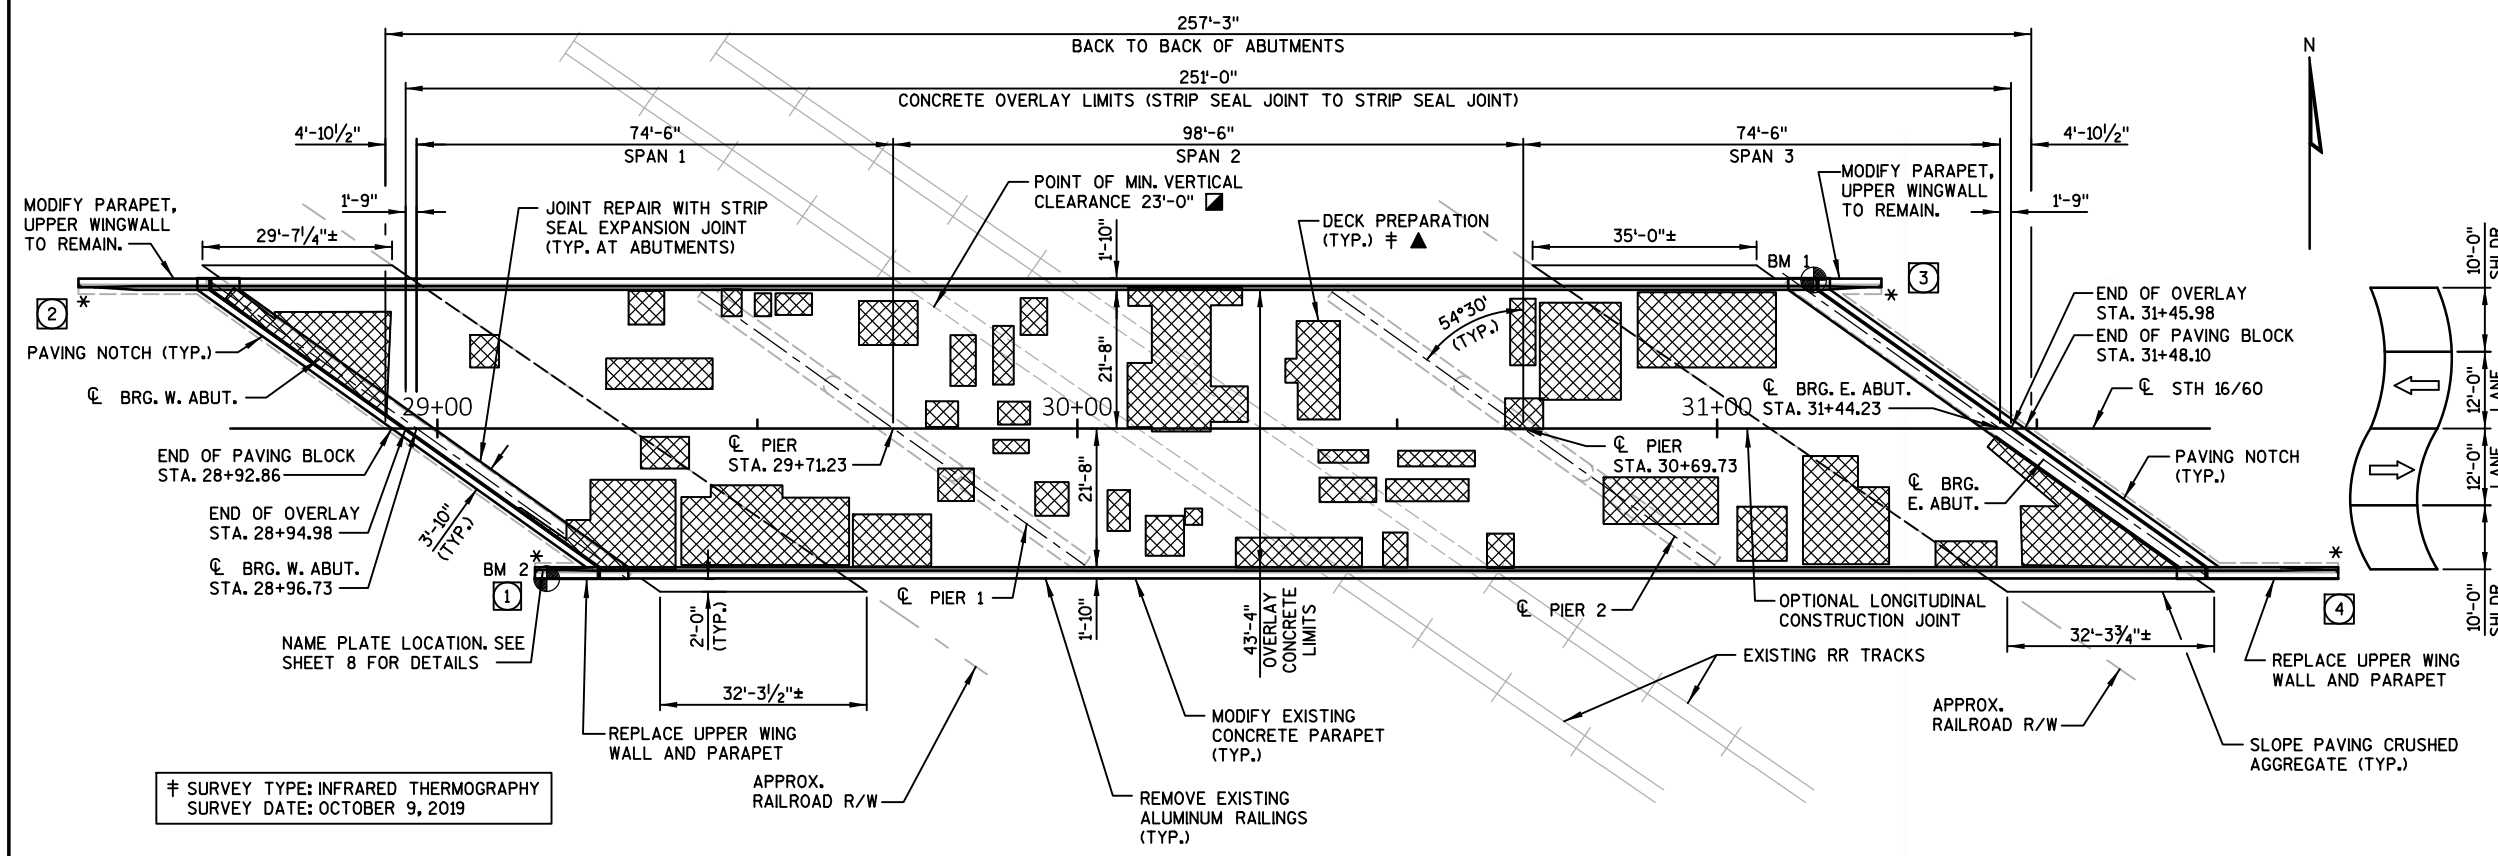 257'-3"
BACK TO BACK OF ABUTMENTS
251'-0"
CONCRETE OVERLAY LIMITS (STRIP SEAL JOINT TO STRIP SEAL JOINT)
4'-10½"
74'-6"
SPAN 1
98'-6"
SPAN 2
74'-6"
SPAN 3
4'-10½"
N
MODIFY PARAPET,
UPPER WINGWALL
TO REMAIN.
1'-9"
29'-7¼"±
JOINT REPAIR WITH STRIP
SEAL EXPANSION JOINT
(TYP. AT ABUTMENTS)
POINT OF MIN. VERTICAL
CLEARANCE 23'-0"
1'-10"
DECK PREPARATION
(TYP.) ‡ ▲
35'-0"±
MODIFY PARAPET,
UPPER WINGWALL
TO REMAIN.
1'-9"
BM 1
3
*
2
*
PAVING NOTCH (TYP.)
℄ BRG. W. ABUT.
21'-8"
54°30'
(TYP.)
END OF OVERLAY
STA. 31+45.98
END OF PAVING BLOCK
STA. 31+48.10
℄ BRG. E. ABUT.
STA. 31+44.23
℄ STH 16/60
10'-0"
SHLDR
12'-0"
LANE
12'-0"
LANE
10'-0"
SHLDR
29+00
30+00
31+00
END OF PAVING BLOCK
STA. 28+92.86
℄ PIER
STA. 29+71.23
21'-8"
℄ PIER
STA. 30+69.73
℄ BRG.
E. ABUT.
PAVING NOTCH
(TYP.)
END OF OVERLAY
STA. 28+94.98
3'-10"
(TYP.)
℄ BRG. W. ABUT.
STA. 28+96.73
*
BM 2
1
*
4
2'-0"
(TYP.)
℄ PIER 1
1'-10"
43'-4"
OVERLAY
CONCRETE
LIMITS
℄ PIER 2
OPTIONAL LONGITUDINAL
CONSTRUCTION JOINT
NAME PLATE LOCATION. SEE
SHEET 8 FOR DETAILS
32'-3½"±
32'-3¾"±
EXISTING RR TRACKS
REPLACE UPPER WING
WALL AND PARAPET
REPLACE UPPER WING
WALL AND PARAPET
MODIFY EXISTING
CONCRETE PARAPET
(TYP.)
APPROX.
RAILROAD R/W
APPROX.
RAILROAD R/W
SLOPE PAVING CRUSHED
AGGREGATE (TYP.)
REMOVE EXISTING
ALUMINUM RAILINGS
(TYP.)
‡ SURVEY TYPE: INFRARED THERMOGRAPHY
SURVEY DATE: OCTOBER 9, 2019